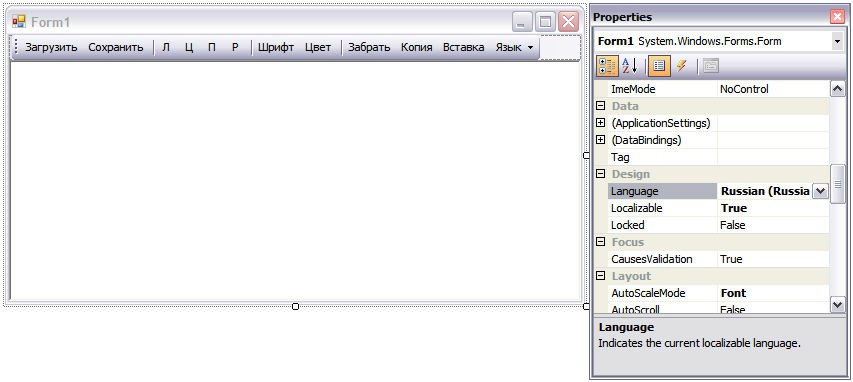 Form1
Загрузить Сохранить Л Ц П Р Шрифт Цвет Забрать Копия Вставка Язык
Properties
Form1 System.Windows.Forms.Form
A
Z
ImeMode NoControl
Data
(ApplicationSettings)
(DataBindings)
Tag
Design
Language Russian (Russia
Localizable True
Locked False
Focus
CausesValidation True
Layout
AutoScaleMode Font
AutoScroll False
Language
Indicates the current localizable language.